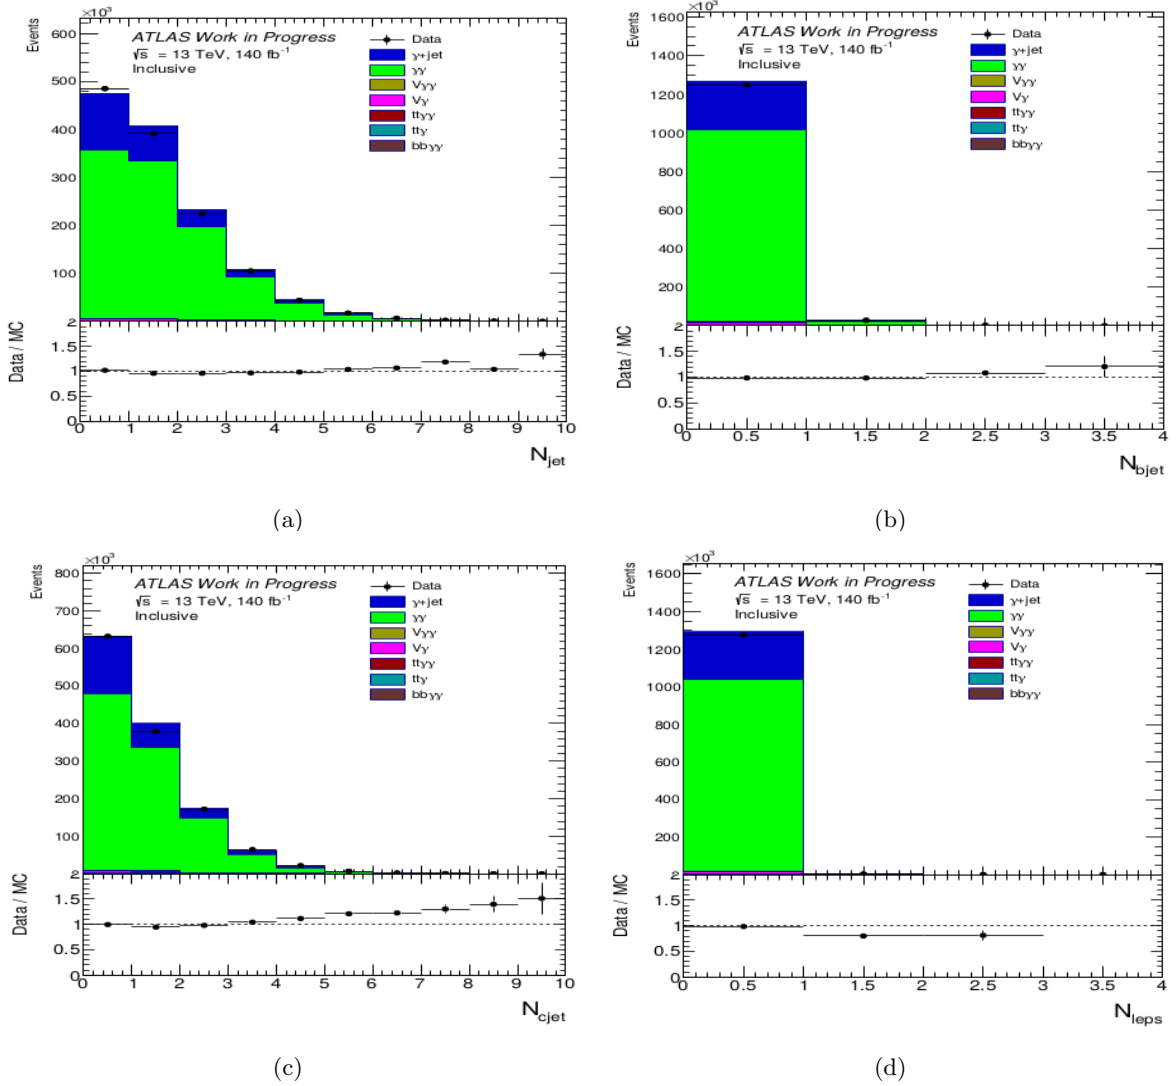 ×10³
Events
600
500
400
300
200
100
ATLAS Work in Progress
√s = 13 TeV, 140 fb⁻¹
Inclusive
Data
γ+jet
γγ
Vγγ
Vγ
ttγγ
ttγ
bbγγ
Data / MC
2
1.5
1
0.5
0
0 1 2 3 4 5 6 7 8 9 10
N_jet
(a)
×10³
Events
1600
1400
1200
1000
800
600
400
200
ATLAS Work in Progress
√s = 13 TeV, 140 fb⁻¹
Inclusive
Data
γ+jet
γγ
Vγγ
Vγ
ttγγ
ttγ
bbγγ
Data / MC
2
1.5
1
0.5
0
0 0.5 1 1.5 2 2.5 3 3.5 4
N_bjet
(b)
×10³
Events
800
700
600
500
400
300
200
100
ATLAS Work in Progress
√s = 13 TeV, 140 fb⁻¹
Inclusive
Data
γ+jet
γγ
Vγγ
Vγ
ttγγ
ttγ
bbγγ
Data / MC
2
1.5
1
0.5
0
0 1 2 3 4 5 6 7 8 9 10
N_cjet
(c)
×10³
Events
1600
1400
1200
1000
800
600
400
200
ATLAS Work in Progress
√s = 13 TeV, 140 fb⁻¹
Inclusive
Data
γ+jet
γγ
Vγγ
Vγ
ttγγ
ttγ
bbγγ
Data / MC
2
1.5
1
0.5
0
0 0.5 1 1.5 2 2.5 3 3.5 4
N_leps
(d)